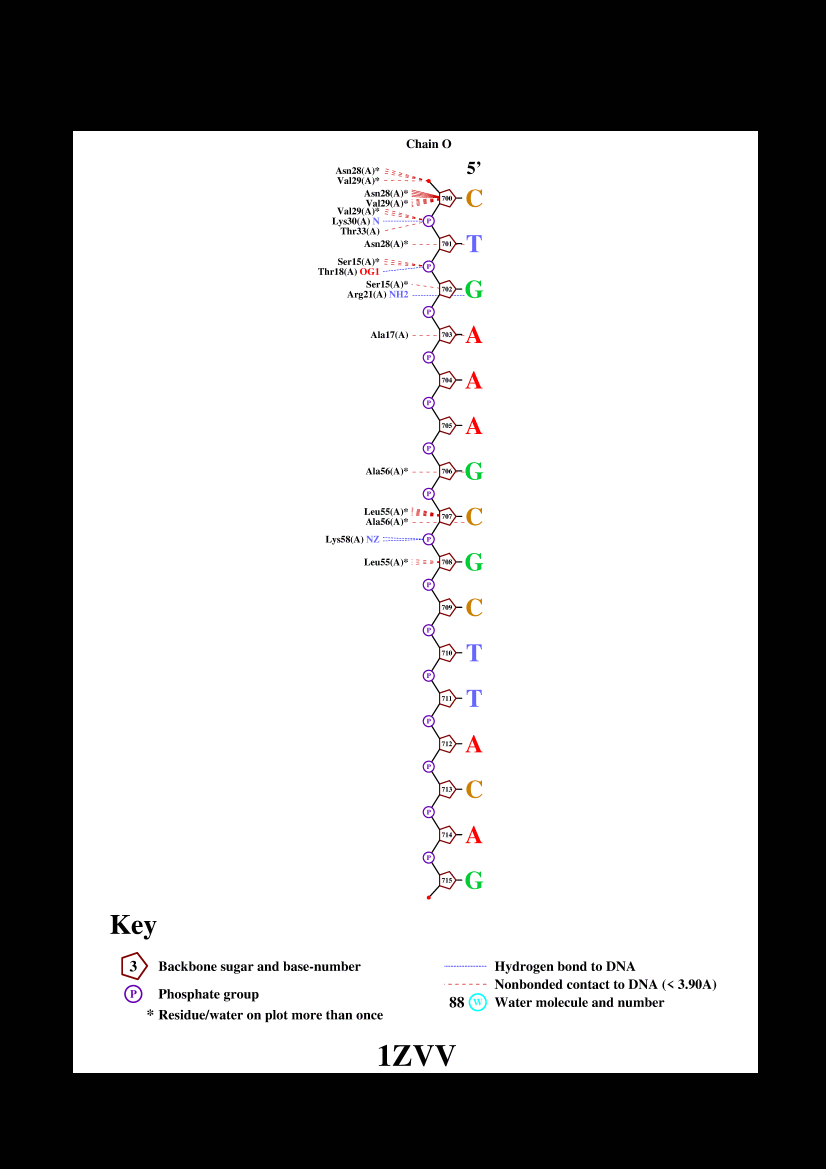 Chain O
5’
Asn28(A)*
Val29(A)*
Asn28(A)*
700 C
Val29(A)*
Val29(A)*
Lys30(A) N P
Thr33(A)
Asn28(A)* 701 T
Ser15(A)*
P
Thr18(A) OG1
Ser15(A)*
702 G
Arg21(A) NH2
P
Ala17(A) 703 A
P
704 A
P
705 A
P
Ala56(A)* 706 G
P
Leu55(A)*
707 C
Ala56(A)*
Lys58(A) NZ P
Leu55(A)* 708 G
P
709 C
P
710 T
P
711 T
P
712 A
P
713 C
P
714 A
P
715 G
Key
3 Backbone sugar and base-number
P Phosphate group
* Residue/water on plot more than once
Hydrogen bond to DNA
Nonbonded contact to DNA (< 3.90A)
88 W Water molecule and number
1ZVV